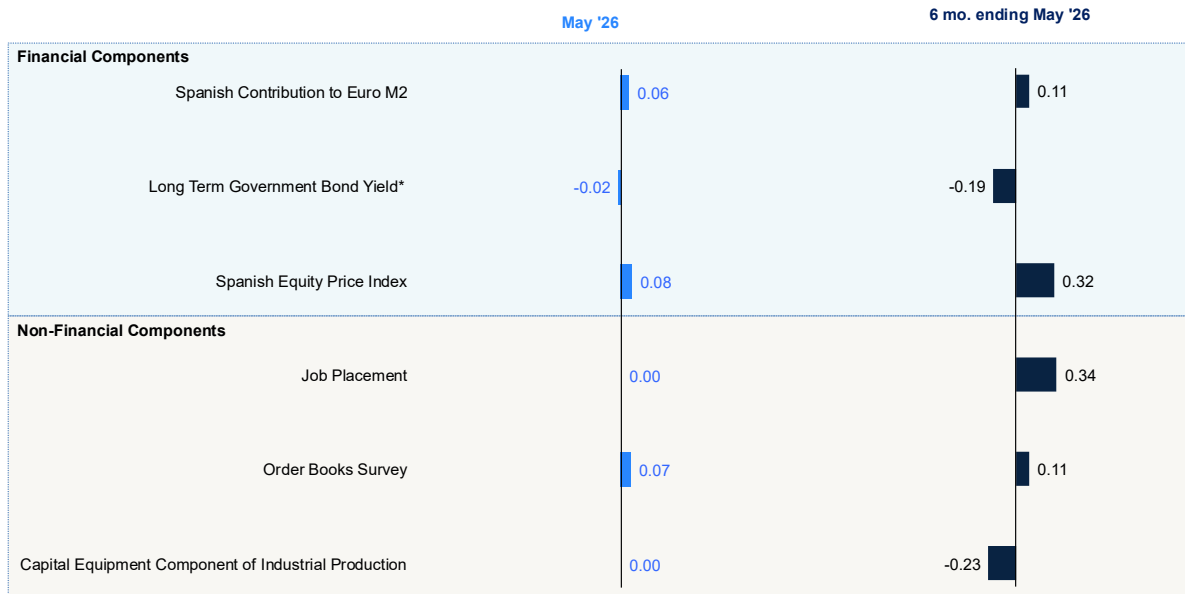 May '26
6 mo. ending May '26
Financial Components
Spanish Contribution to Euro M2
0.06
0.11
Long Term Government Bond Yield*
-0.02
-0.19
Spanish Equity Price Index
0.08
0.32
Non-Financial Components
Job Placement
0.00
0.34
Order Books Survey
0.07
0.11
Capital Equipment Component of Industrial Production
0.00
-0.23